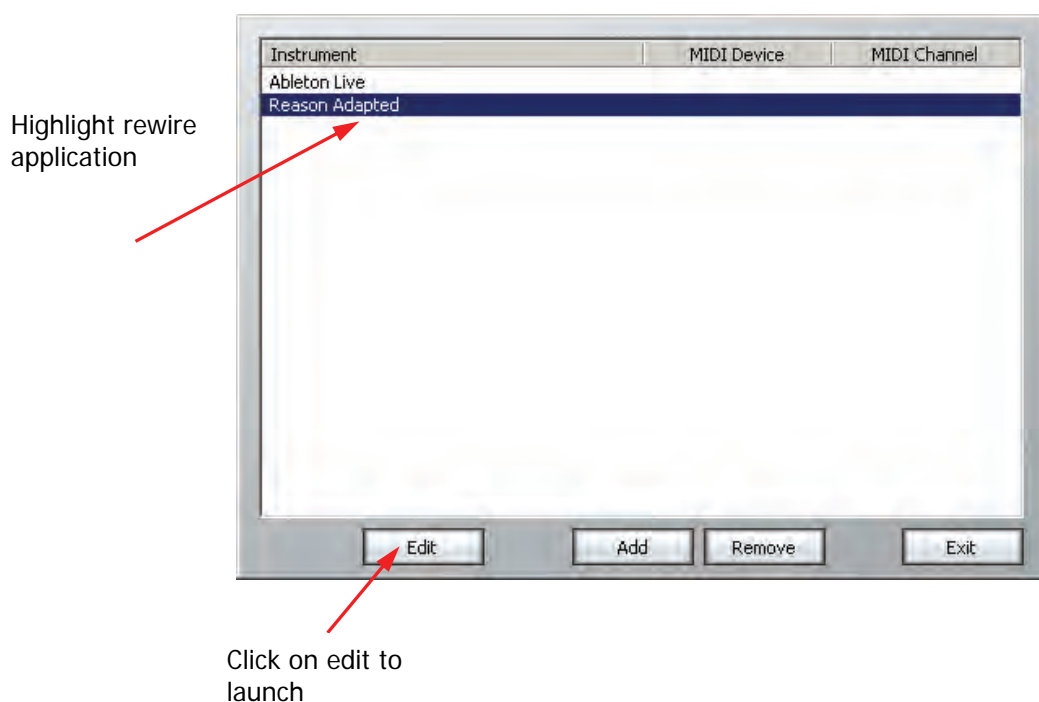 Instrument MIDI Device MIDI Channel
Ableton Live
Reason Adapted
Highlight rewire
application
Edit Add Remove Exit
Click on edit to
launch